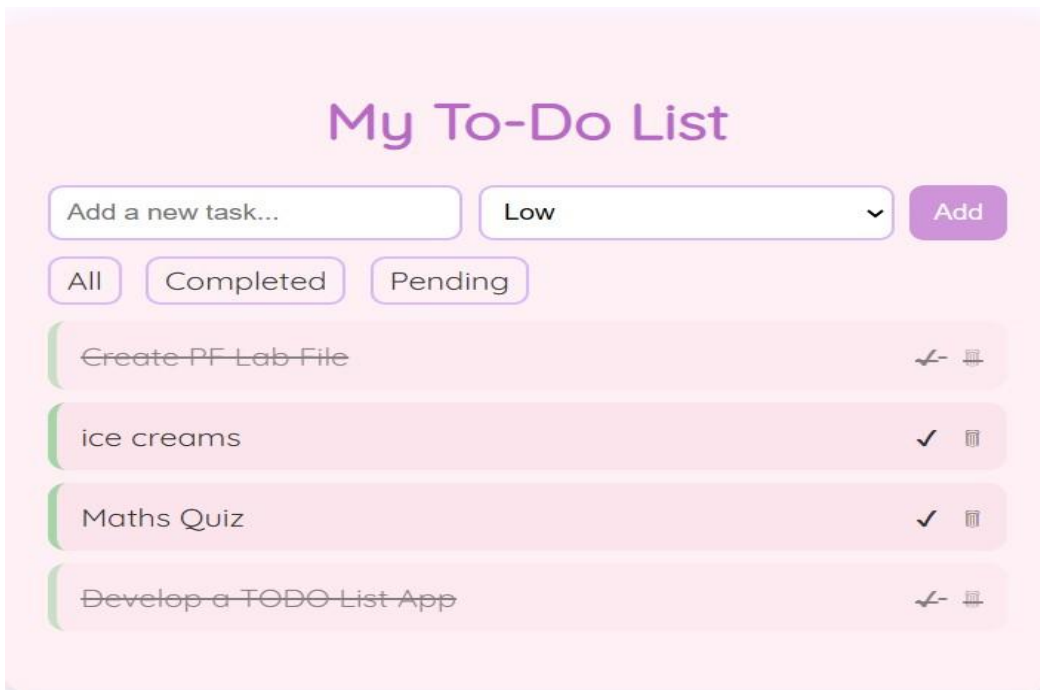 My To-Do List
Add a new task... Low Add
All Completed Pending
Create PF Lab File
ice creams
Maths Quiz
Develop a TODO List App